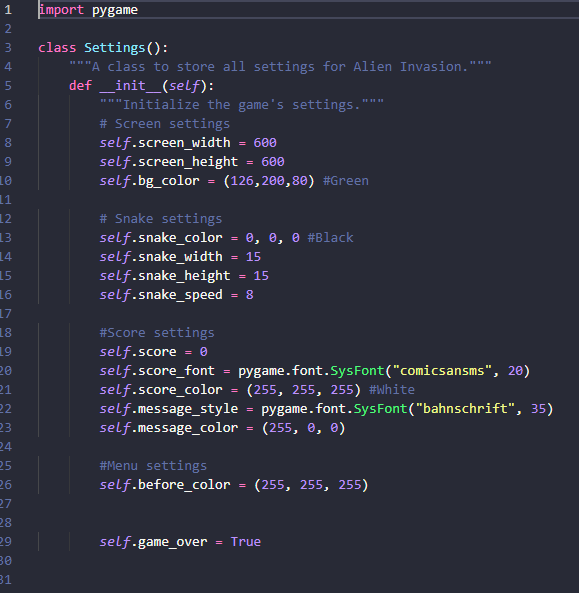 1 import pygame
2
3 class Settings():
4 """A class to store all settings for Alien Invasion."""
5 def __init__(self):
6 """Initialize the game's settings."""
7 # Screen settings
8 self.screen_width = 600
9 self.screen_height = 600
10 self.bg_color = (126,200,80) #Green
11
12 # Snake settings
13 self.snake_color = 0, 0, 0 #Black
14 self.snake_width = 15
15 self.snake_height = 15
16 self.snake_speed = 8
17
18 #Score settings
19 self.score = 0
20 self.score_font = pygame.font.SysFont("comicsansms", 20)
21 self.score_color = (255, 255, 255) #White
22 self.message_style = pygame.font.SysFont("bahnschrift", 35)
23 self.message_color = (255, 0, 0)
24
25 #Menu settings
26 self.before_color = (255, 255, 255)
27
28
29 self.game_over = True
30
31